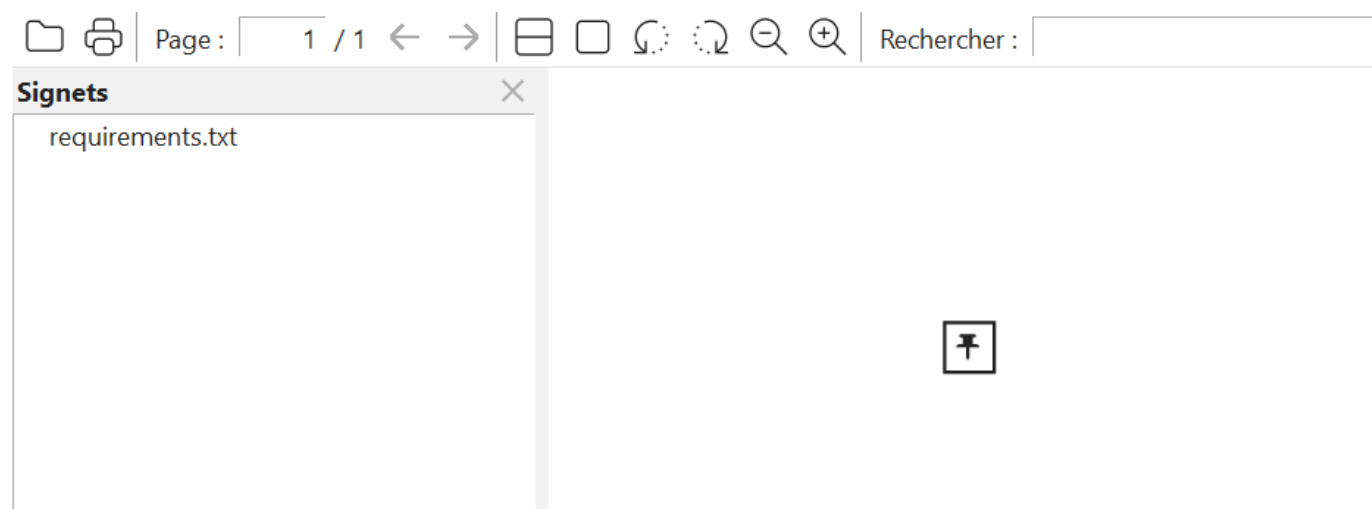 Page : 1 / 1 Rechercher :
Signets
requirements.txt